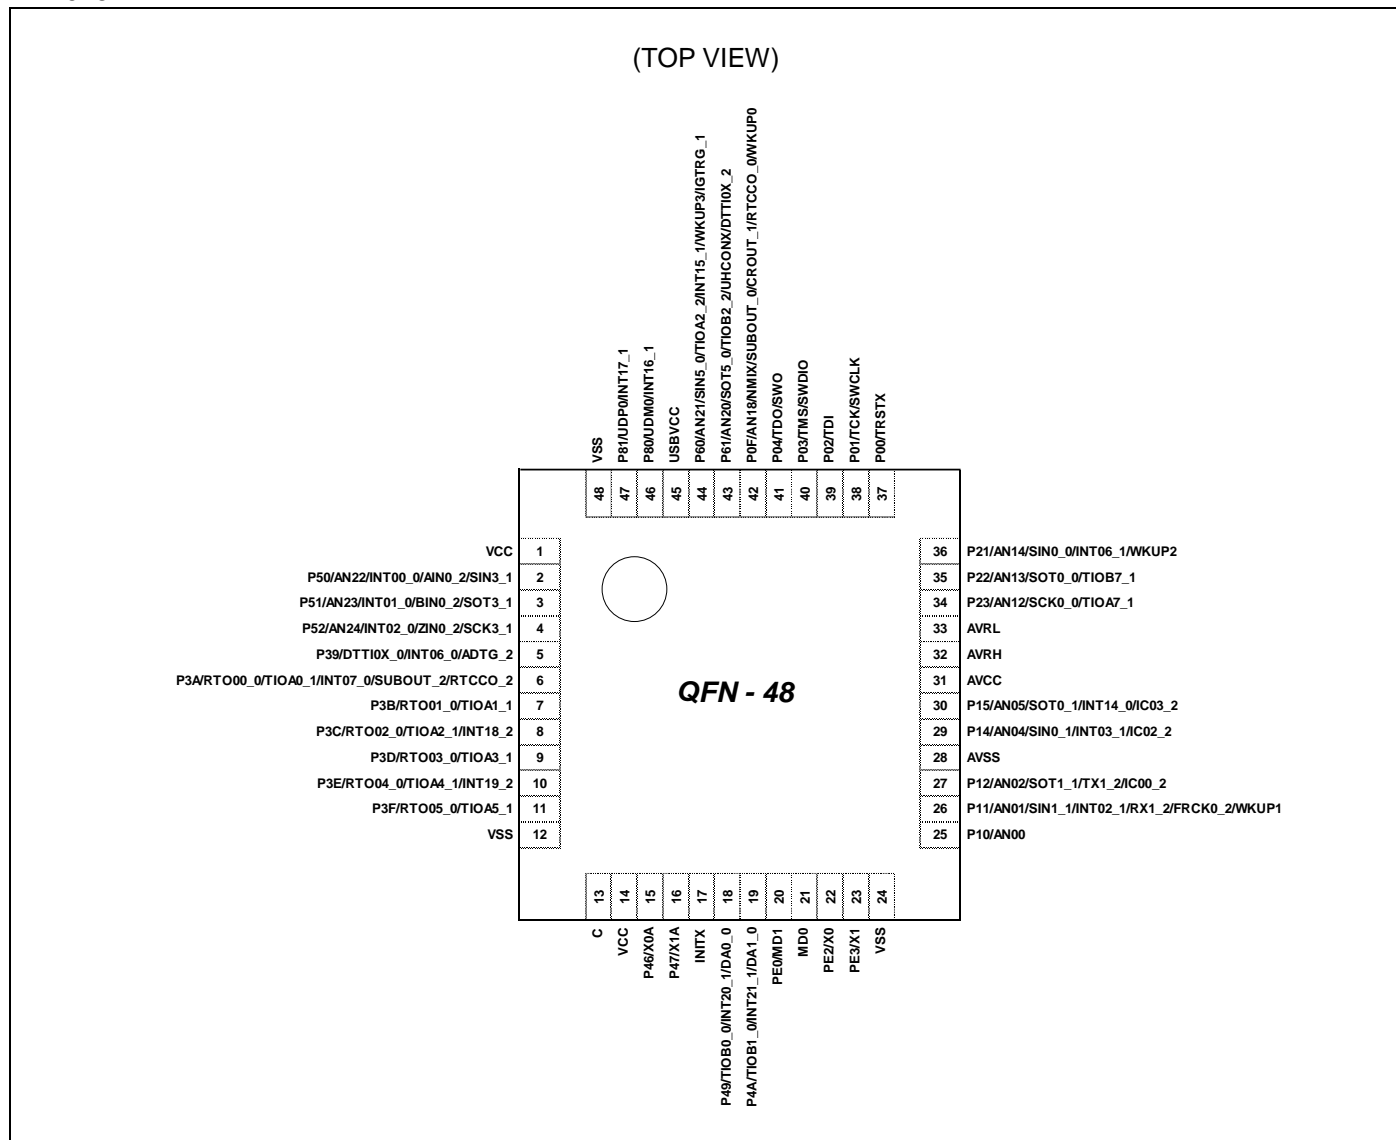 (TOP VIEW)
VSS
P81/UDP0/INT17_1
P80/UDM0/INT16_1
USBVCC
P60/AN21/SIN5_0/TIOA2_2/INT15_1/WKUP3/IGTRG_1
P61/AN20/SOT5_0/TIOB2_2/UHCONX/DTTI0X_2
P0F/AN18/NMIX/SUBOUT_0/CROUT_1/RTCCO_0/WKUP0
P04/TDO/SWO
P03/TMS/SWDIO
P02/TDI
P01/TCK/SWCLK
P00/TRSTX
48 47 46 45 44 43 42 41 40 39 38 37
VCC 1
P50/AN22/INT00_0/AIN0_2/SIN3_1 2
P51/AN23/INT01_0/BIN0_2/SOT3_1 3
P52/AN24/INT02_0/ZIN0_2/SCK3_1 4
P39/DTTI0X_0/INT06_0/ADTG_2 5
P3A/RTO00_0/TIOA0_1/INT07_0/SUBOUT_2/RTCCO_2 6
P3B/RTO01_0/TIOA1_1 7
P3C/RTO02_0/TIOA2_1/INT18_2 8
P3D/RTO03_0/TIOA3_1 9
P3E/RTO04_0/TIOA4_1/INT19_2 10
P3F/RTO05_0/TIOA5_1 11
VSS 12
QFN - 48
36 P21/AN14/SIN0_0/INT06_1/WKUP2
35 P22/AN13/SOT0_0/TIOB7_1
34 P23/AN12/SCK0_0/TIOA7_1
33 AVRL
32 AVRH
31 AVCC
30 P15/AN05/SOT0_1/INT14_0/IC03_2
29 P14/AN04/SIN0_1/INT03_1/IC02_2
28 AVSS
27 P12/AN02/SOT1_1/TX1_2/IC00_2
26 P11/AN01/SIN1_1/INT02_1/RX1_2/FRCK0_2/WKUP1
25 P10/AN00
13 14 15 16 17 18 19 20 21 22 23 24
C
VCC
P46/X0A
P47/X1A
INITX
P49/TIOB0_0/INT20_1/DA0_0
P4A/TIOB1_0/INT21_1/DA1_0
PE0/MD1
MD0
PE2/X0
PE3/X1
VSS